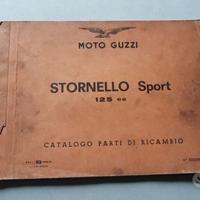 MOTO GUZZI
STORNELLO Sport
125 cc
CATALOGO PARTI DI RICAMBIO